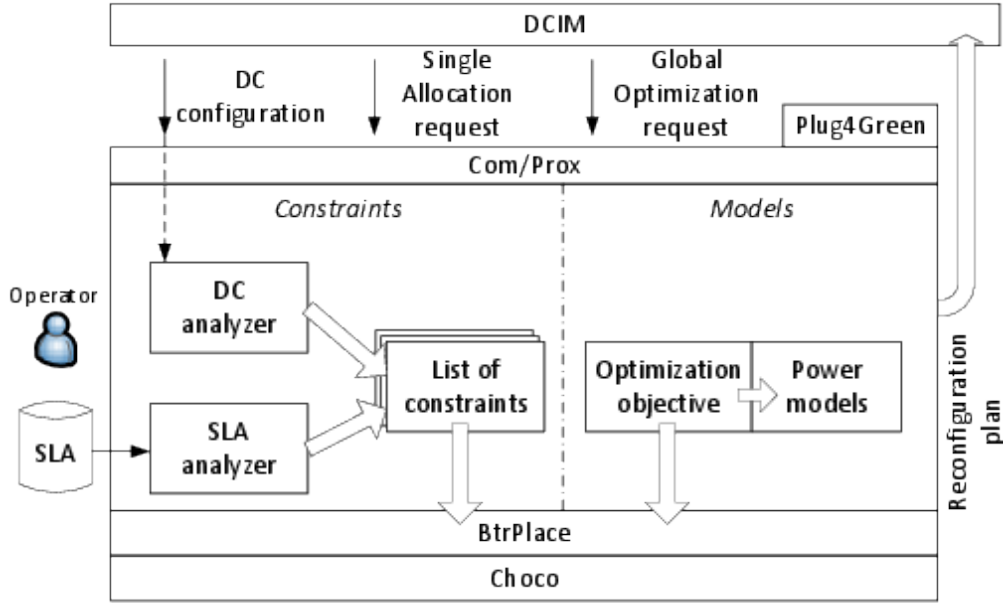 DCIM
DC
configuration
Single
Allocation
request
Global
Optimization
request
Plug4Green
Com/Prox
Constraints
Models
Operator
DC
analyzer
List of
constraints
Optimization
objective
Power
models
SLA
SLA
analyzer
Reconfiguration
plan
BtrPlace
Choco